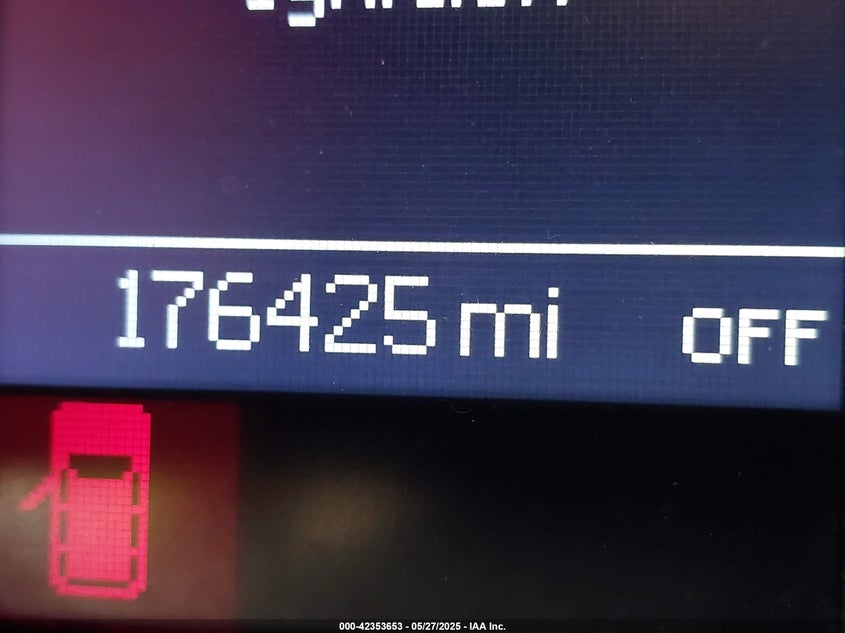 176425 mi OFF
000-42353653 - 05/27/2025 - IAA Inc.